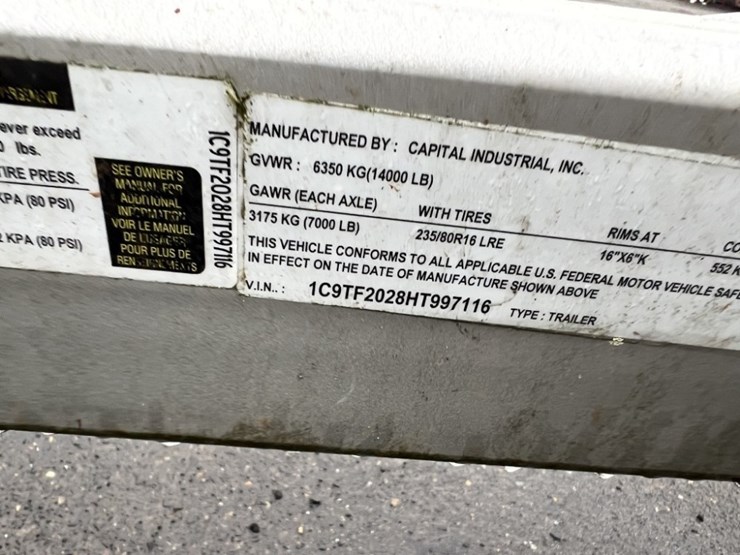 ever exceed
lbs.
TIRE PRESS.
KPA (80 PSI)
KPA (80 PSI)
SEE OWNER'S
MANUAL FOR
ADDITIONAL
INFORMATION
VOIR LE MANUEL
DE
POUR PLUS DE
1C9TF2028HT997116
MANUFACTURED BY: CAPITAL INDUSTRIAL, INC.
GVWR: 6350 KG(14000 LB)
GAWR (EACH AXLE) WITH TIRES RIMS AT CO
3175 KG (7000 LB) 235/80R16 LRE 16"X6"K 552 K
THIS VEHICLE CONFORMS TO ALL APPLICABLE U.S. FEDERAL MOTOR VEHICLE SAFE
IN EFFECT ON THE DATE OF MANUFACTURE SHOWN ABOVE
V.I.N..: 1C9TF2028HT997116 TYPE: TRAILER